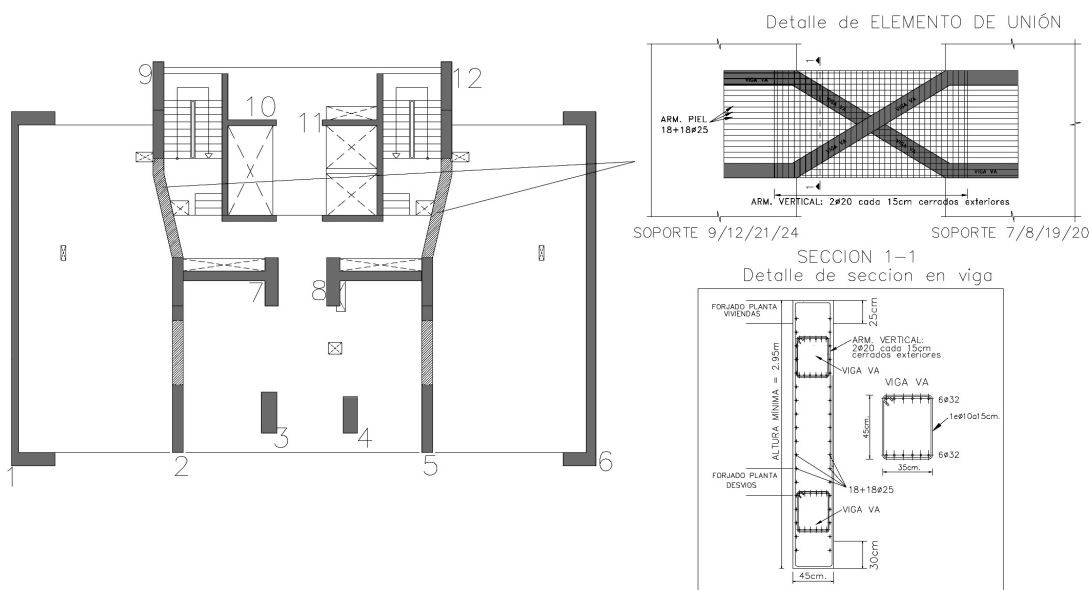 9
12
10
11
7
8
3
4
1
2
5
6
Detalle de ELEMENTO DE UNIÓN
1
VIGA VA
VIGA VA
VIGA VA
ARM. PIEL
18+18ø25
VIGA VA
VIGA VA
VIGA VA
1
ARM. VERTICAL: 2ø20 cada 15cm cerrados exteriores
SOPORTE 9/12/21/24
SOPORTE 7/8/19/20
SECCION 1-1
Detalle de seccion en viga
FORJADO PLANTA
VIVIENDAS
25cm
ARM. VERTICAL:
2ø20 cada 15cm
cerrados exteriores
VIGA VA
ALTURA MÍNIMA = 2.95m
VIGA VA
6ø32
45cm.
1eø10a15cm.
6ø32
35cm.
FORJADO PLANTA
DESVIOS
18+18ø25
VIGA VA
30cm
45cm.